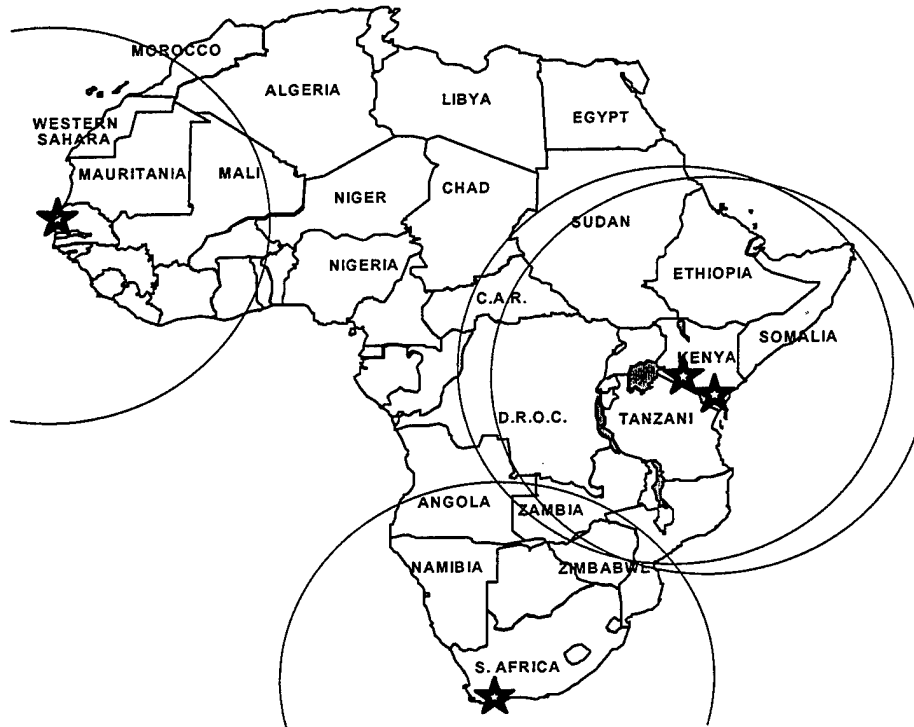 MOROCCO
ALGERIA
LIBYA
EGYPT
WESTERN
SAHARA
MAURITANIA
MALI
NIGER
CHAD
SUDAN
NIGERIA
ETHIOPIA
C.A.R.
SOMALIA
KENYA
D.R.O.C.
TANZANI
ANGOLA
ZAMBIA
NAMIBIA
ZIMBABWE
S. AFRICA